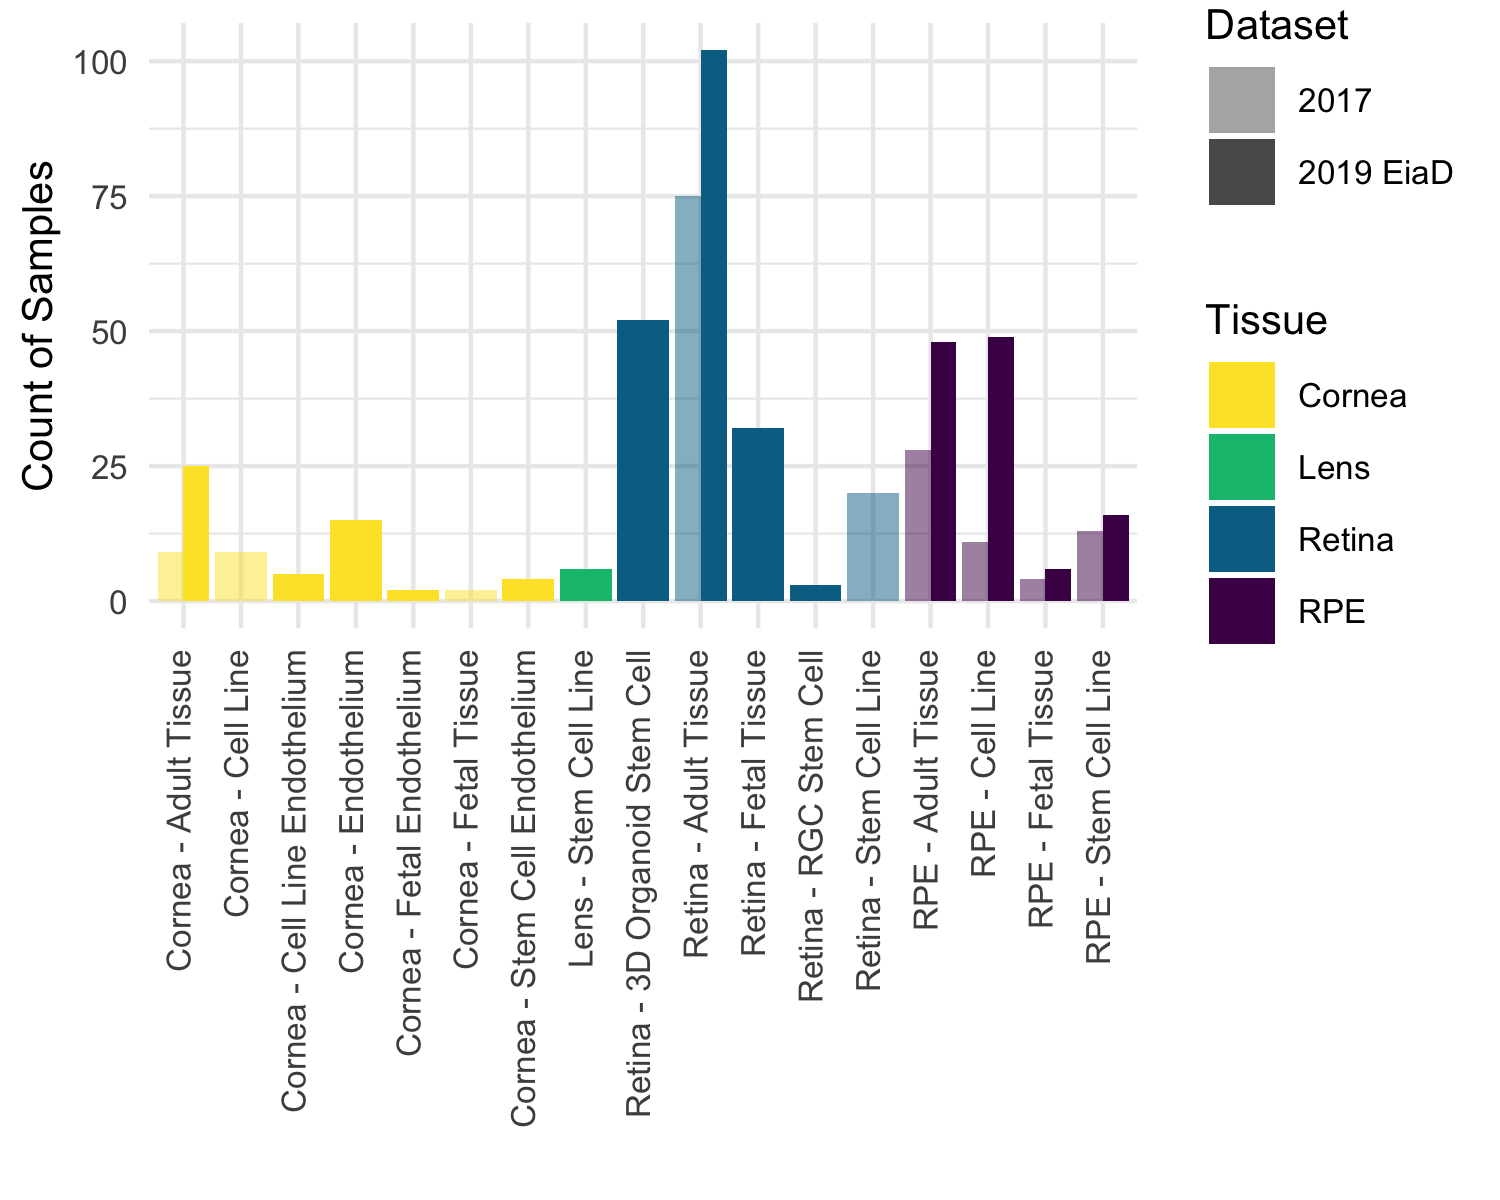 Count of Samples
100
75
50
25
0
Cornea - Adult Tissue
Cornea - Cell Line
Cornea - Cell Line Endothelium
Cornea - Endothelium
Cornea - Fetal Endothelium
Cornea - Fetal Tissue
Cornea - Stem Cell Endothelium
Lens - Stem Cell Line
Retina - 3D Organoid Stem Cell
Retina - Adult Tissue
Retina - Fetal Tissue
Retina - RGC Stem Cell
Retina - Stem Cell Line
RPE - Adult Tissue
RPE - Cell Line
RPE - Fetal Tissue
RPE - Stem Cell Line
Dataset
2017
2019 EiaD
Tissue
Cornea
Lens
Retina
RPE